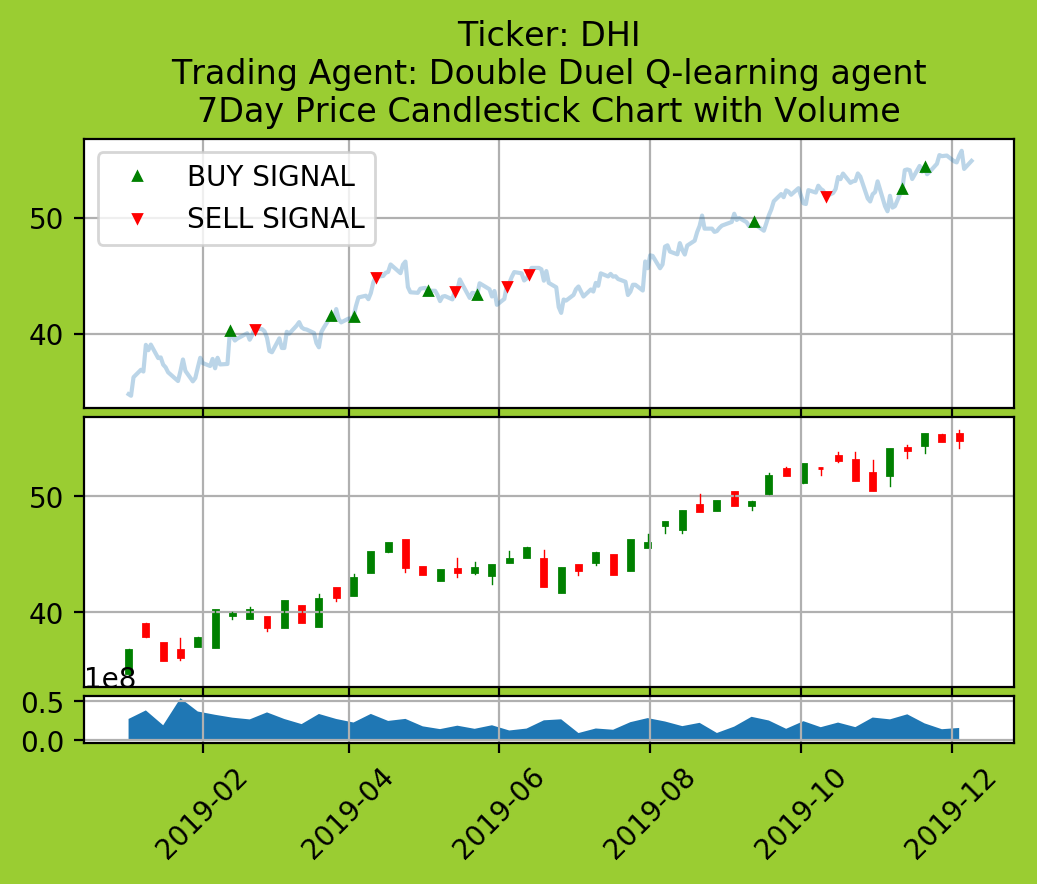 Ticker: DHI
Trading Agent: Double Duel Q-learning agent
7Day Price Candlestick Chart with Volume
BUY SIGNAL
SELL SIGNAL
50
40
50
40
1e8
0.5
0.0
2019-02
2019-04
2019-06
2019-08
2019-10
2019-12